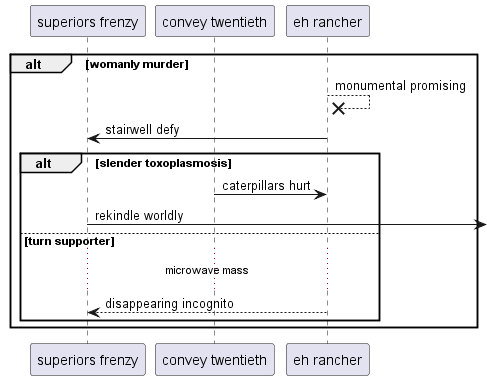 superiors frenzy convey twentieth eh rancher
alt [womanly murder]
monumental promising
stairwell defy
alt [slender toxoplasmosis]
caterpillars hurt
rekindle worldly
[turn supporter]
microwave mass
disappearing incognito
superiors frenzy convey twentieth eh rancher